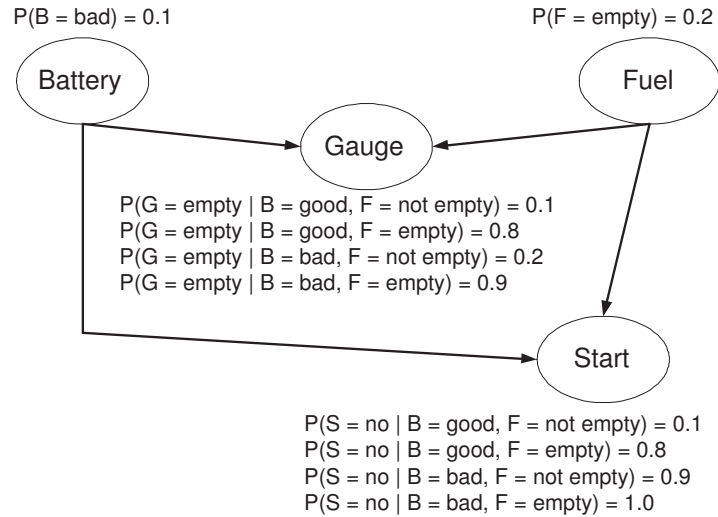 P(B = bad) = 0.1
P(F = empty) = 0.2
Battery
Fuel
Gauge
P(G = empty | B = good, F = not empty) = 0.1
P(G = empty | B = good, F = empty) = 0.8
P(G = empty | B = bad, F = not empty) = 0.2
P(G = empty | B = bad, F = empty) = 0.9
Start
P(S = no | B = good, F = not empty) = 0.1
P(S = no | B = good, F = empty) = 0.8
P(S = no | B = bad, F = not empty) = 0.9
P(S = no | B = bad, F = empty) = 1.0